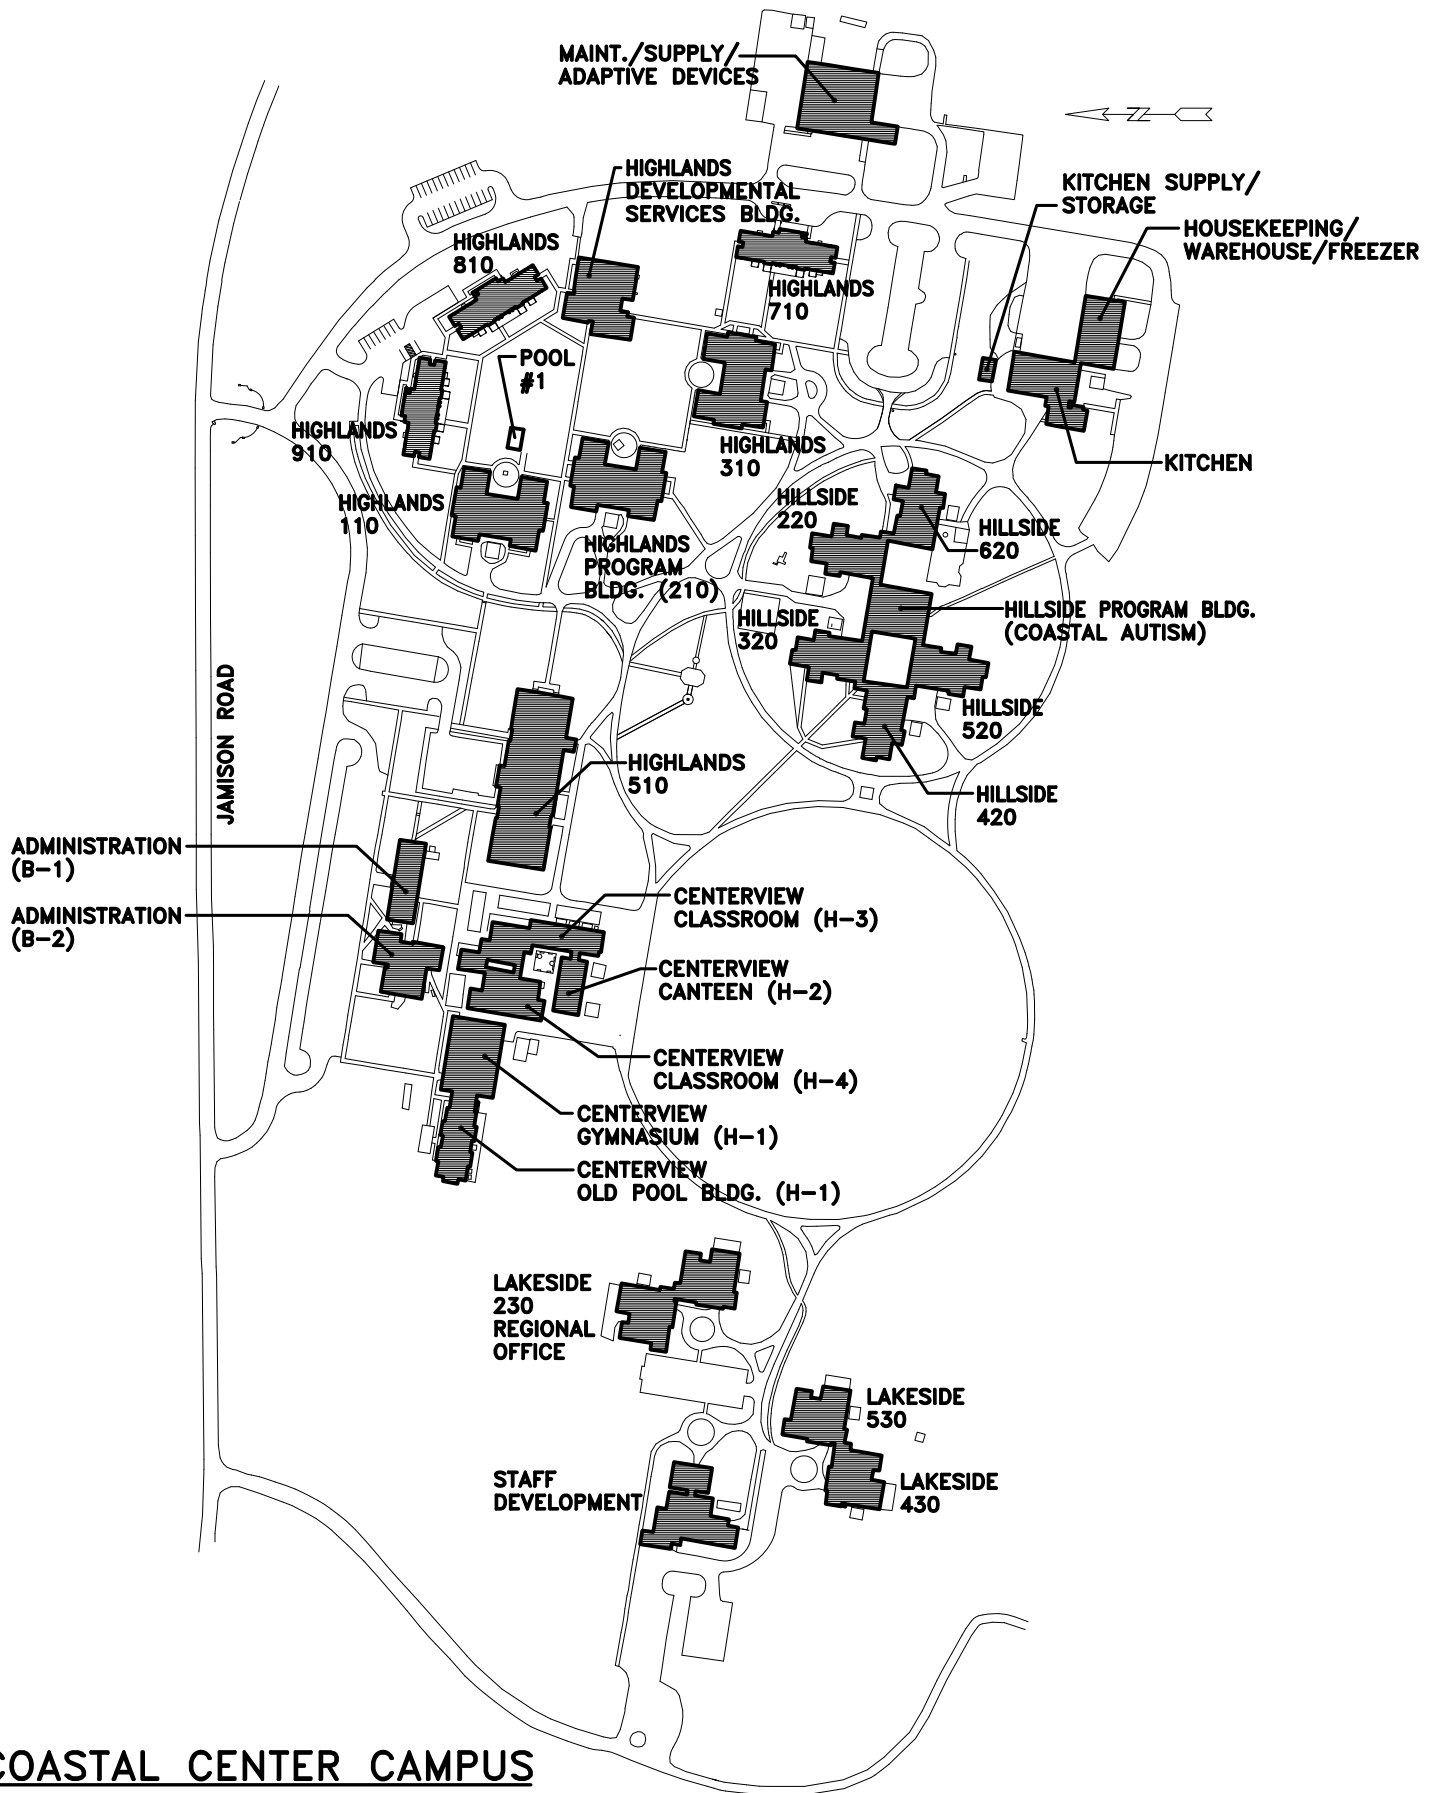 MAINT./SUPPLY/
ADAPTIVE DEVICES
HIGHLANDS
DEVELOPMENTAL
SERVICES BLDG.
KITCHEN SUPPLY/
STORAGE
HOUSEKEEPING/
WAREHOUSE/FREEZER
HIGHLANDS
810
HIGHLANDS
710
POOL
#1
HIGHLANDS
910
HIGHLANDS
310
KITCHEN
HIGHLANDS
110
HILLSIDE
220
HILLSIDE
620
HIGHLANDS
PROGRAM
BLDG. (210)
HILLSIDE PROGRAM BLDG.
(COASTAL AUTISM)
HILLSIDE
320
HILLSIDE
520
JAMISON ROAD
HIGHLANDS
510
HILLSIDE
420
ADMINISTRATION
(B-1)
ADMINISTRATION
(B-2)
CENTERVIEW
CLASSROOM (H-3)
CENTERVIEW
CANTEEN (H-2)
CENTERVIEW
CLASSROOM (H-4)
CENTERVIEW
GYMNASIUM (H-1)
CENTERVIEW
OLD POOL BLDG. (H-1)
LAKESIDE
230
REGIONAL
OFFICE
LAKESIDE
530
STAFF
DEVELOPMENT
LAKESIDE
430
COASTAL CENTER CAMPUS